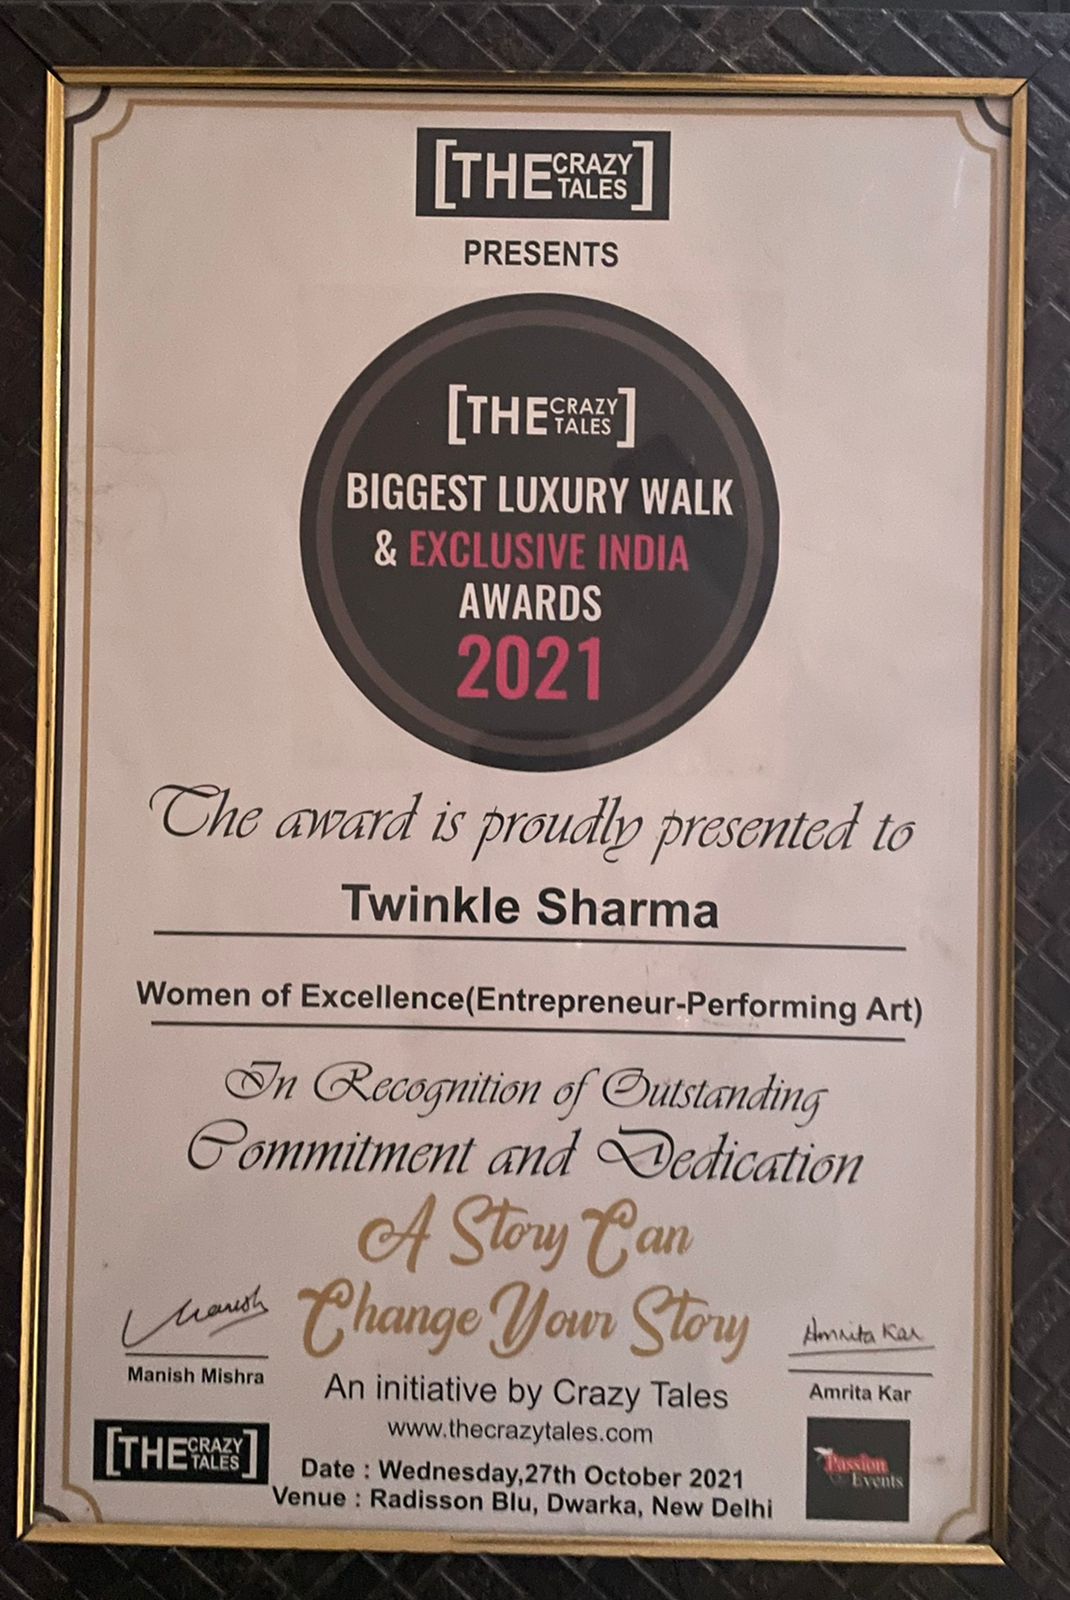 [THE CRAZY TALES]
PRESENTS
[THE CRAZY TALES]
BIGGEST LUXURY WALK
& EXCLUSIVE INDIA
AWARDS
2021
The award is proudly presented to
Twinkle Sharma
Women of Excellence(Entrepreneur-Performing Art)
In Recognition of Outstanding
Commitment and Dedication
A Story Can
Change Your Story
Manish
Manish Mishra
Amrita Kar
Amrita Kar
An initiative by Crazy Tales
www.thecrazytales.com
[THE CRAZY TALES]
Date : Wednesday,27th October 2021
Venue : Radisson Blu, Dwarka, New Delhi
Passion
Events